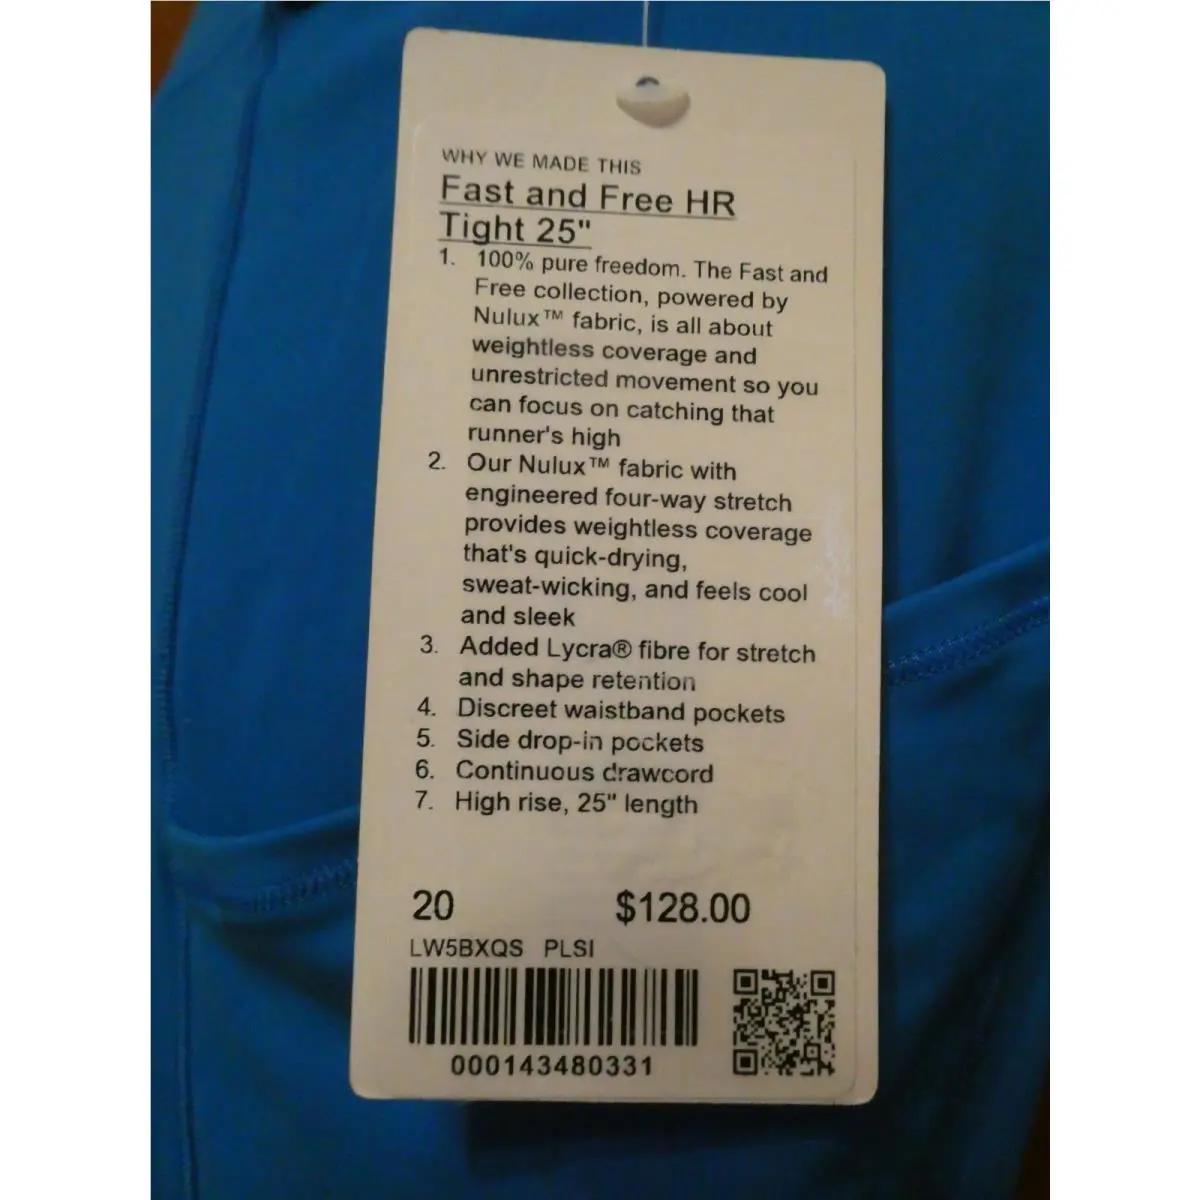 WHY WE MADE THIS
Fast and Free HR
Tight 25"
1. 100% pure freedom. The Fast and
Free collection, powered by
Nulux™ fabric, is all about
weightless coverage and
unrestricted movement so you
can focus on catching that
runner's high
2. Our Nulux™ fabric with
engineered four-way stretch
provides weightless coverage
that's quick-drying,
sweat-wicking, and feels cool
and sleek
3. Added Lycra® fibre for stretch
and shape retention
4. Discreet waistband pockets
5. Side drop-in pockets
6. Continuous drawcord
7. High rise, 25" length
20 $128.00
LW5BXQS PLSI
000143480331